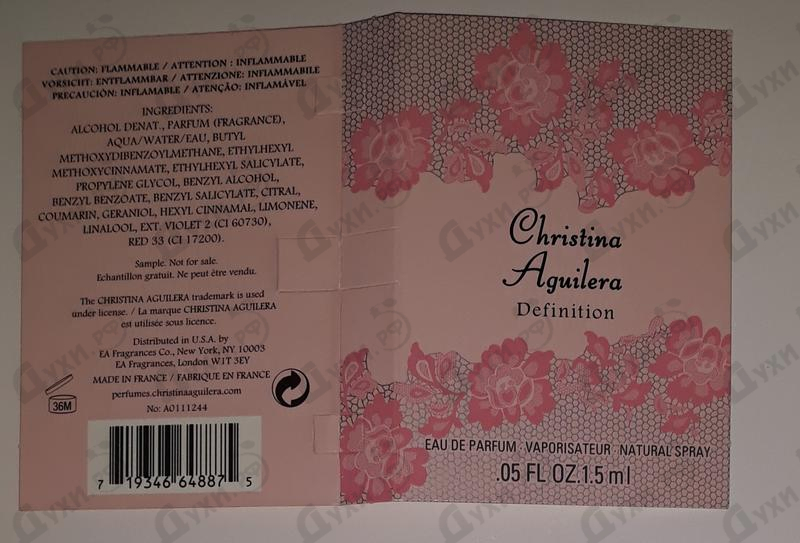 CAUTION: FLAMMABLE / ATTENTION : INFLAMMABLE
VORSICHT: ENTFLAMMBAR / ATTENZIONE: INFIAMMABILE
PRECAUCIÓN: INFLAMABLE / ATENÇÃO: INFLAMÁVEL
INGREDIENTS:
ALCOHOL DENAT., PARFUM (FRAGRANCE),
AQUA/WATER/EAU, BUTYL
METHOXYDIBENZOYLMETHANE, ETHYLHEXYL
METHOXYCINNAMATE, ETHYLHEXYL SALICYLATE,
PROPYLENE GLYCOL, BENZYL ALCOHOL,
BENZYL BENZOATE, BENZYL SALICYLATE, CITRAL,
COUMARIN, GERANIOL, HEXYL CINNAMAL, LIMONENE,
LINALOOL, EXT. VIOLET 2 (CI 60730),
RED 33 (CI 17200).
Sample. Not for sale.
Echantillon gratuit. Ne peut être vendu.
The CHRISTINA AGUILERA trademark is used
under license. / La marque CHRISTINA AGUILERA
est utilisée sous licence.
Distributed in U.S.A. by
EA Fragrances Co., New York, NY 10003
EA Fragrances, London W1T 3EY
MADE IN FRANCE / FABRIQUE EN FRANCE
perfumes.christinaaguilera.com
36M
No: A0111244
7 19346 64887 5
Christina
Aguilera
Definition
EAU DE PARFUM · VAPORISATEUR · NATURAL SPRAY
.05 FL OZ.1.5 ml
Духи.рф